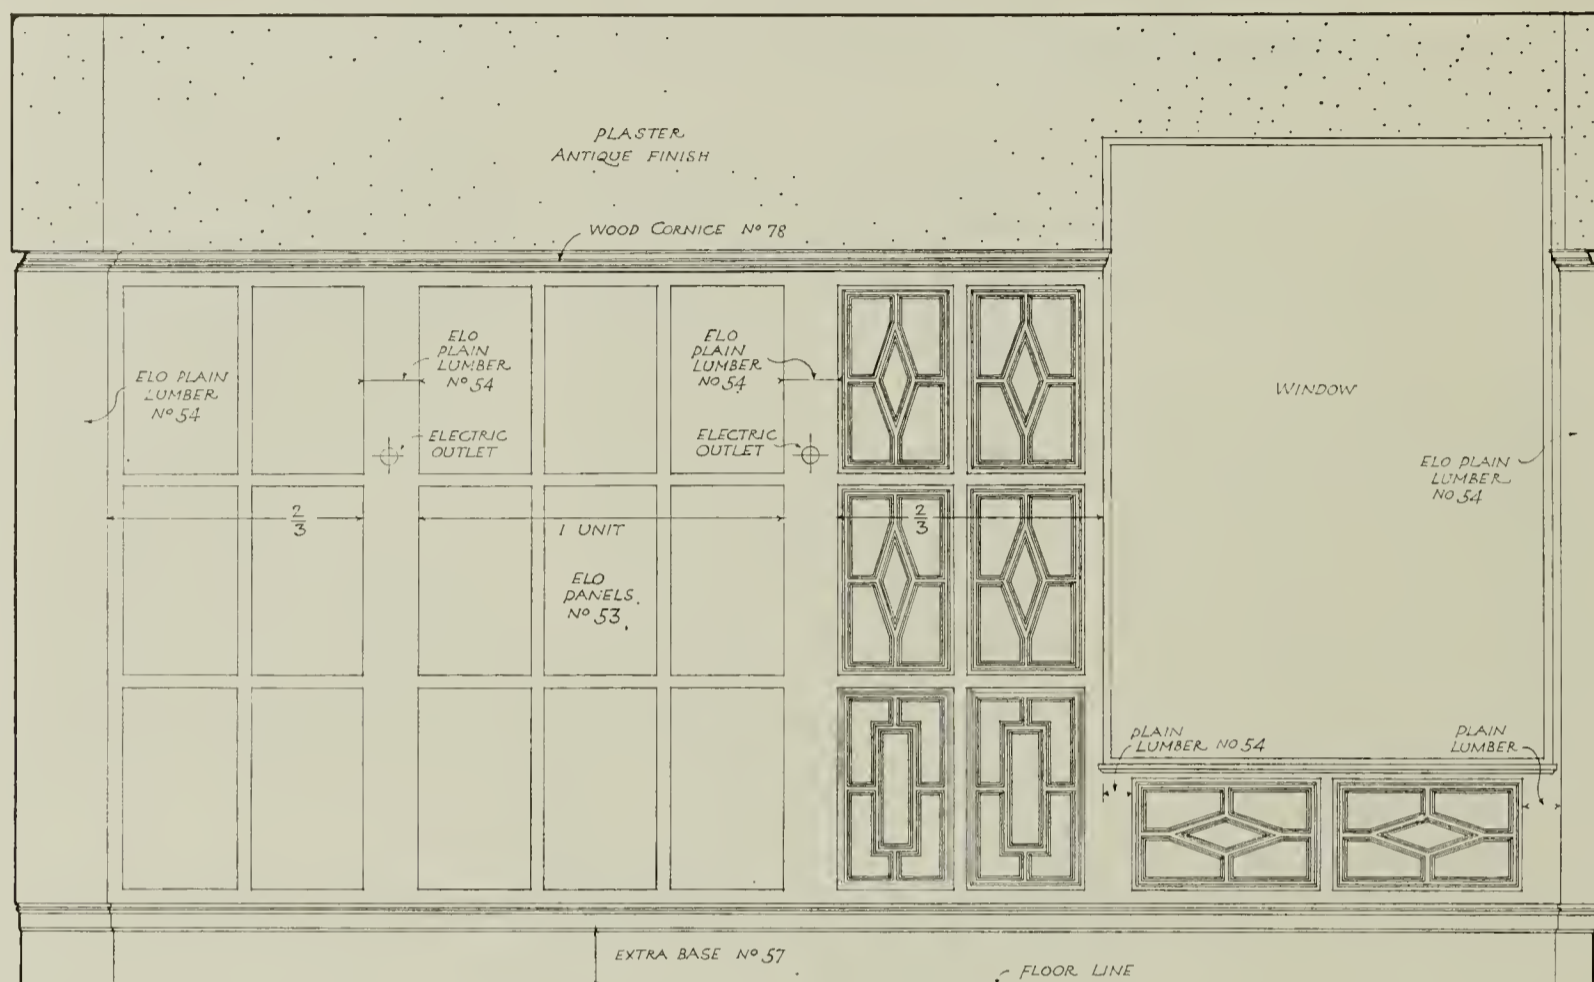 PLASTER
ANTIQUE FINISH
WOOD CORNICE Nº 78
ELO PLAIN
LUMBER
Nº 54
ELO
PLAIN
LUMBER
Nº 54
ELECTRIC
OUTLET
ELO
PLAIN
LUMBER
Nº 54
ELECTRIC
OUTLET
WINDOW
ELO PLAIN
LUMBER
Nº 54
2/3
1 UNIT
2/3
ELO
PANELS
Nº 53
PLAIN
LUMBER Nº 54
PLAIN
LUMBER
EXTRA BASE Nº 57
FLOOR LINE